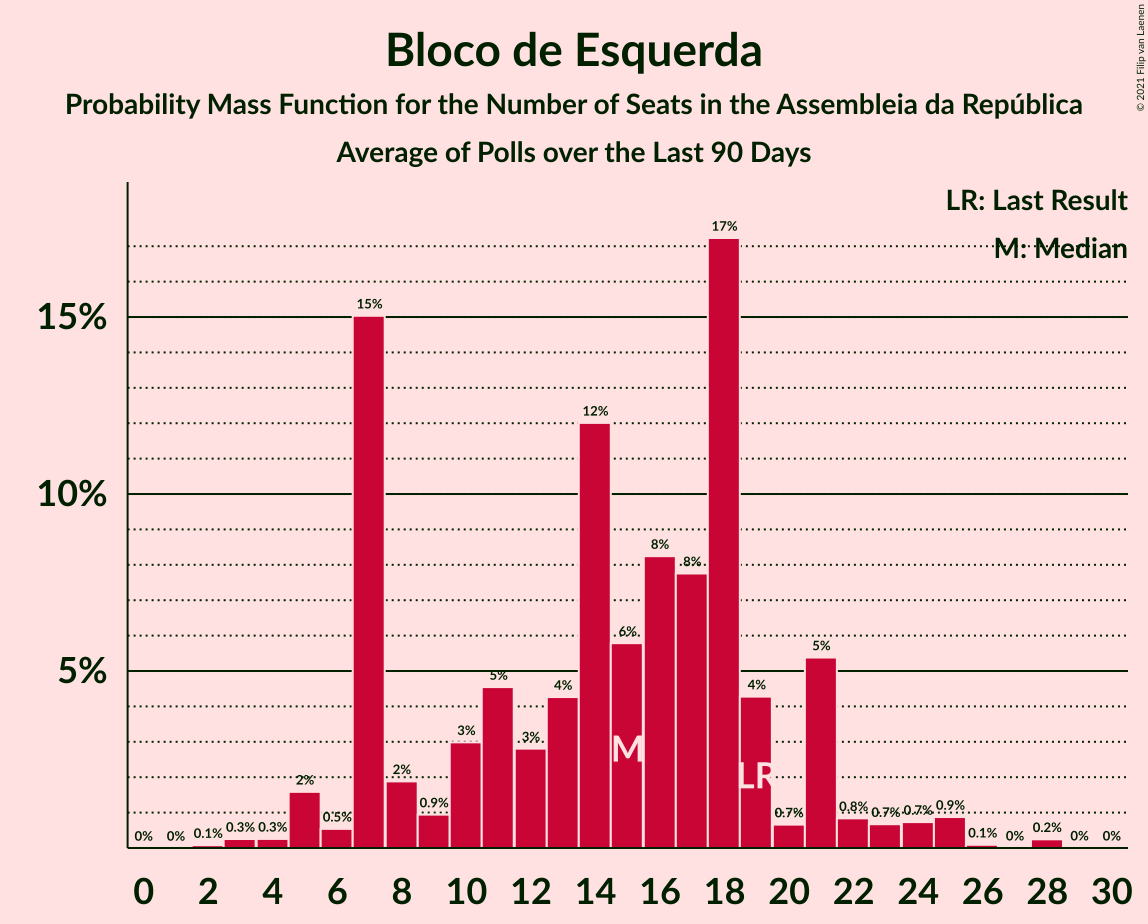 Bloco de Esquerda
Probability Mass Function for the Number of Seats in the Assembleia da República
Average of Polls over the Last 90 Days
© 2021 Filip van Laenen
LR: Last Result
M: Median
15%
10%
5%
0% 0% 0.1% 0.3% 0.3% 2% 0.5% 15% 2% 0.9% 3% 5% 3% 4% 12% 6% 8% 8% 17% 4% 0.7% 5% 0.8% 0.7% 0.7% 0.9% 0.1% 0% 0.2% 0% 0%
M
LR
0 2 4 6 8 10 12 14 16 18 20 22 24 26 28 30